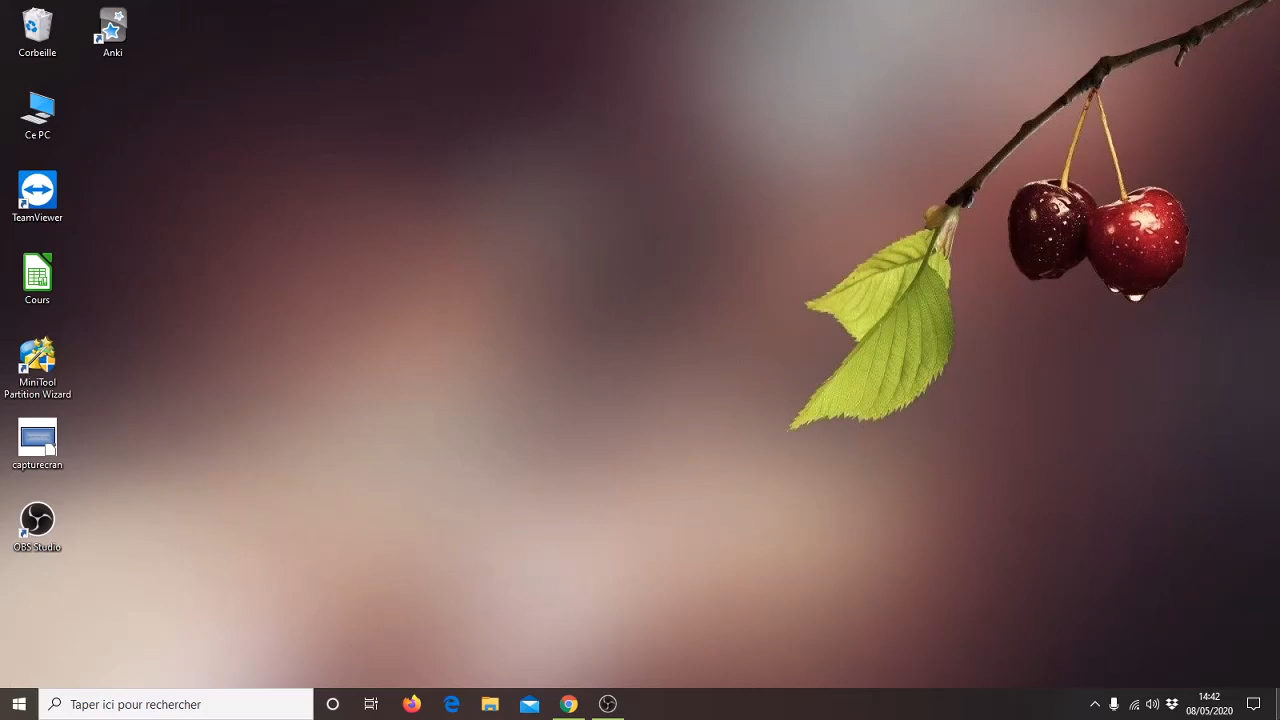 Corbeille
Anki
Ce PC
TeamViewer
Cours
MiniTool
Partition Wizard
capturecran
OBS Studio
Taper ici pour rechercher
14:42
08/05/2020